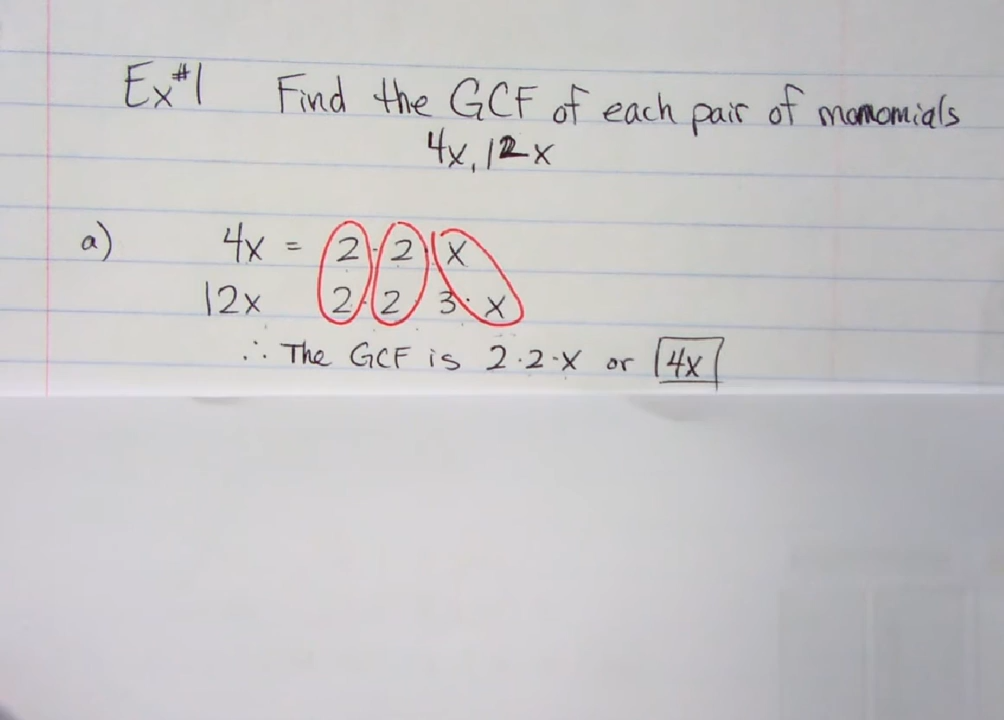 Ex#1 Find the GCF of each pair of monomials
4x, 12x
a) 4x = 2 · 2 · x
12x 2 · 2 3 · x
∴ The GCF is 2·2·x or 4x